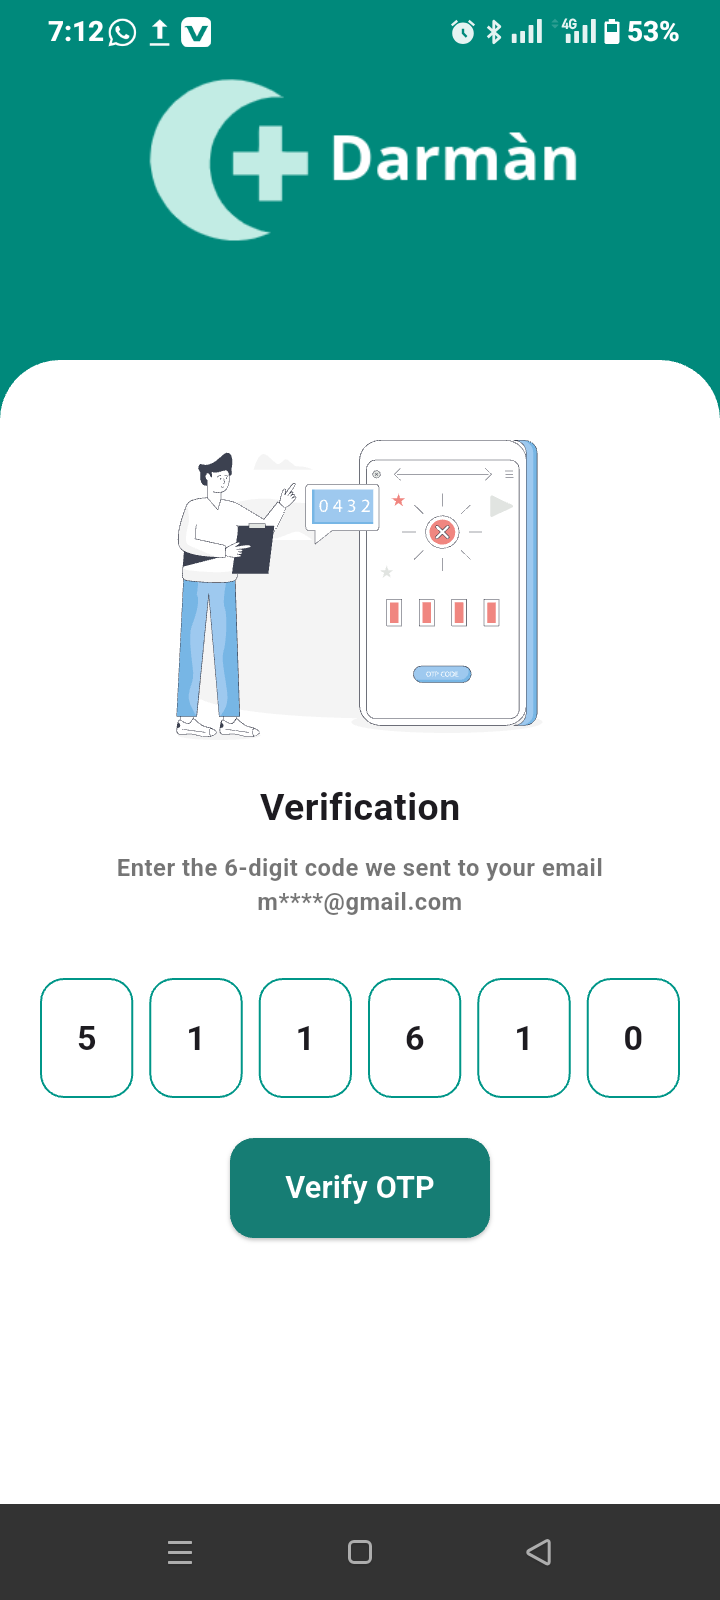 7:12 4G 53%
Darmàn
0432
OTP CODE
Verification
Enter the 6-digit code we sent to your email
m****@gmail.com
5 1 1 6 1 0
Verify OTP